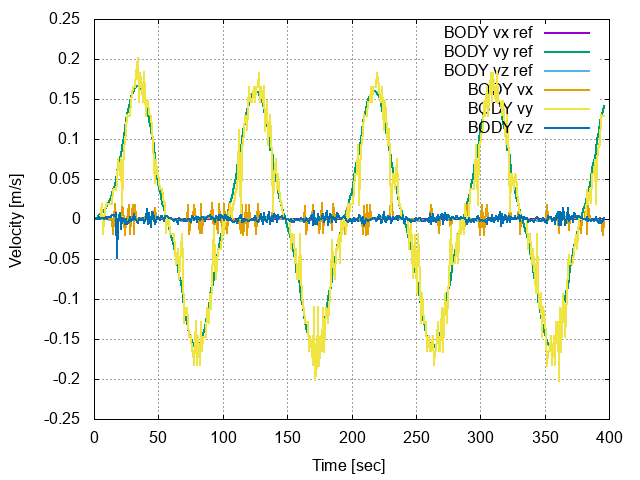 0.25
0.2
0.15
0.1
0.05
0
-0.05
-0.1
-0.15
-0.2
-0.25
Velocity [m/s]
BODY vx ref
BODY vy ref
BODY vz ref
BODY vx
BODY vy
BODY vz
0 50 100 150 200 250 300 350 400
Time [sec]